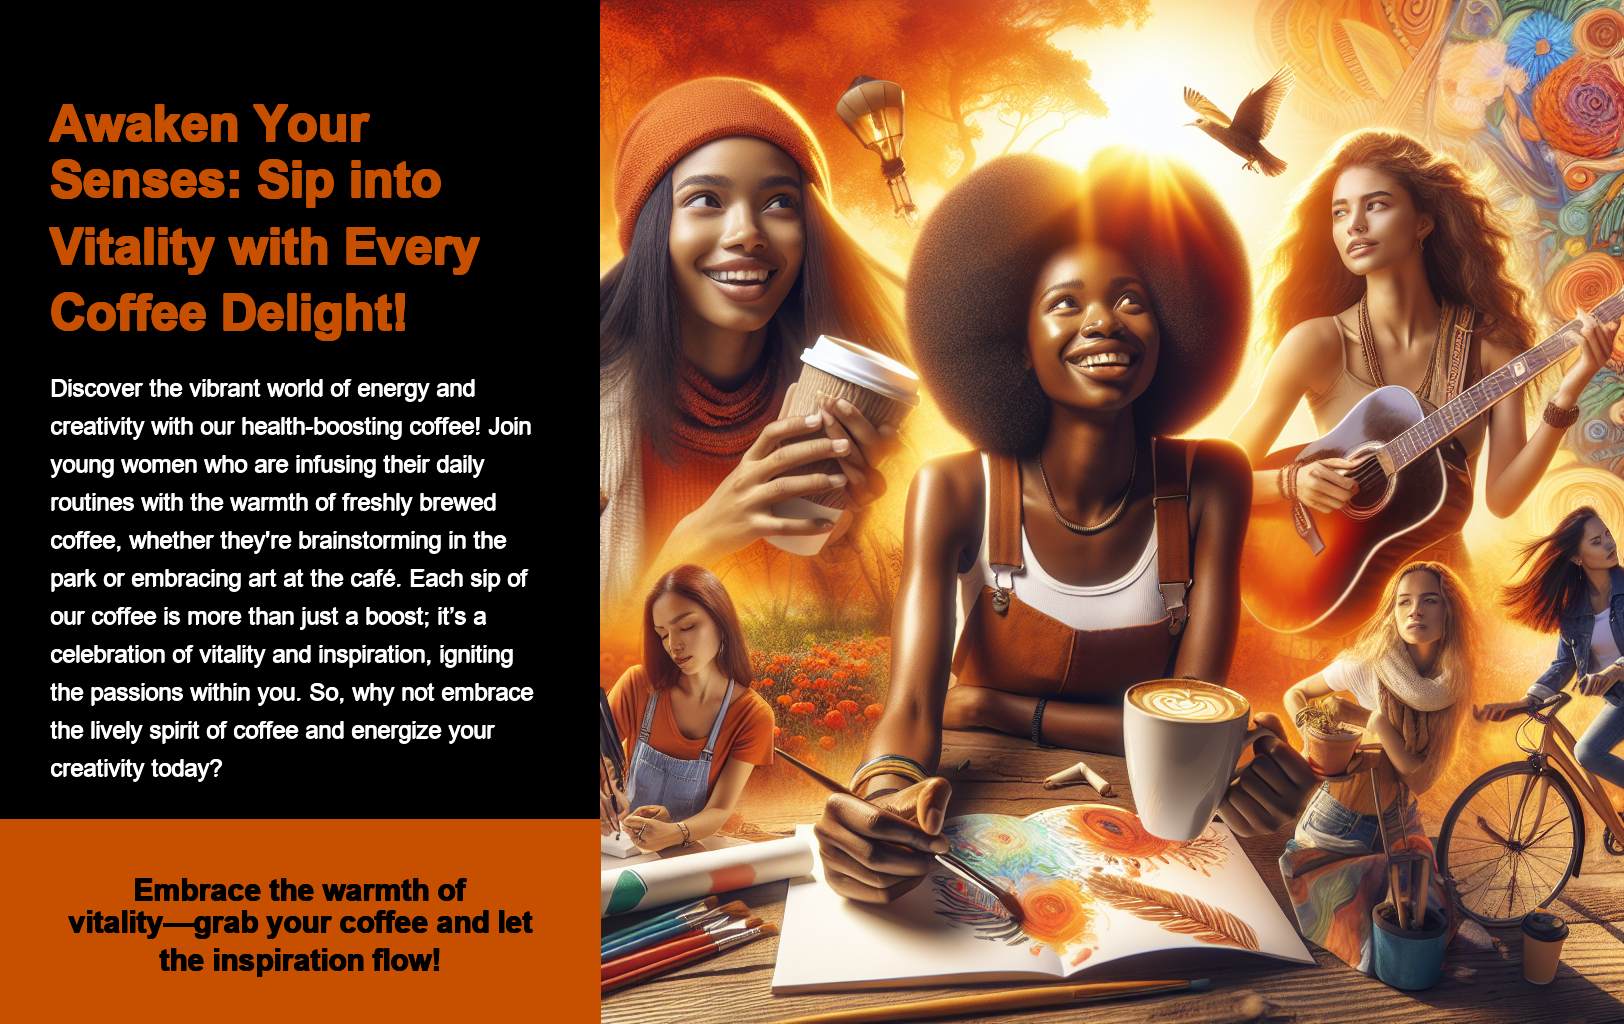 Awaken Your
Senses: Sip into
Vitality with Every
Coffee Delight!
Discover the vibrant world of energy and
creativity with our health-boosting coffee! Join
young women who are infusing their daily
routines with the warmth of freshly brewed
coffee, whether they're brainstorming in the
park or embracing art at the café. Each sip of
our coffee is more than just a boost; it’s a
celebration of vitality and inspiration, igniting
the passions within you. So, why not embrace
the lively spirit of coffee and energize your
creativity today?
Embrace the warmth of
vitality—grab your coffee and let
the inspiration flow!